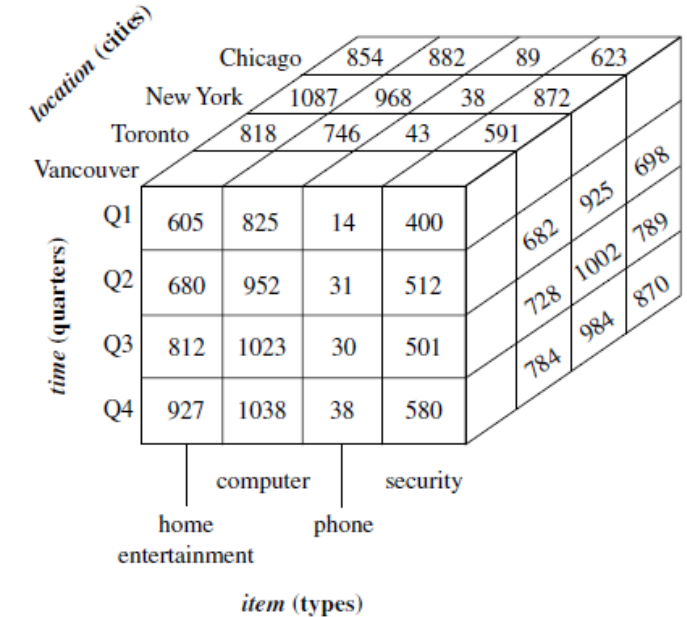 location (cities)
Chicago 854 882 89 623
New York 1087 968 38 872
Toronto 818 746 43 591
Vancouver
time (quarters)
Q1 605 825 14 400
Q2 680 952 31 512
Q3 812 1023 30 501
Q4 927 1038 38 580
682 925 698
728 1002 789
784 984 870
computer security
home phone
entertainment
item (types)